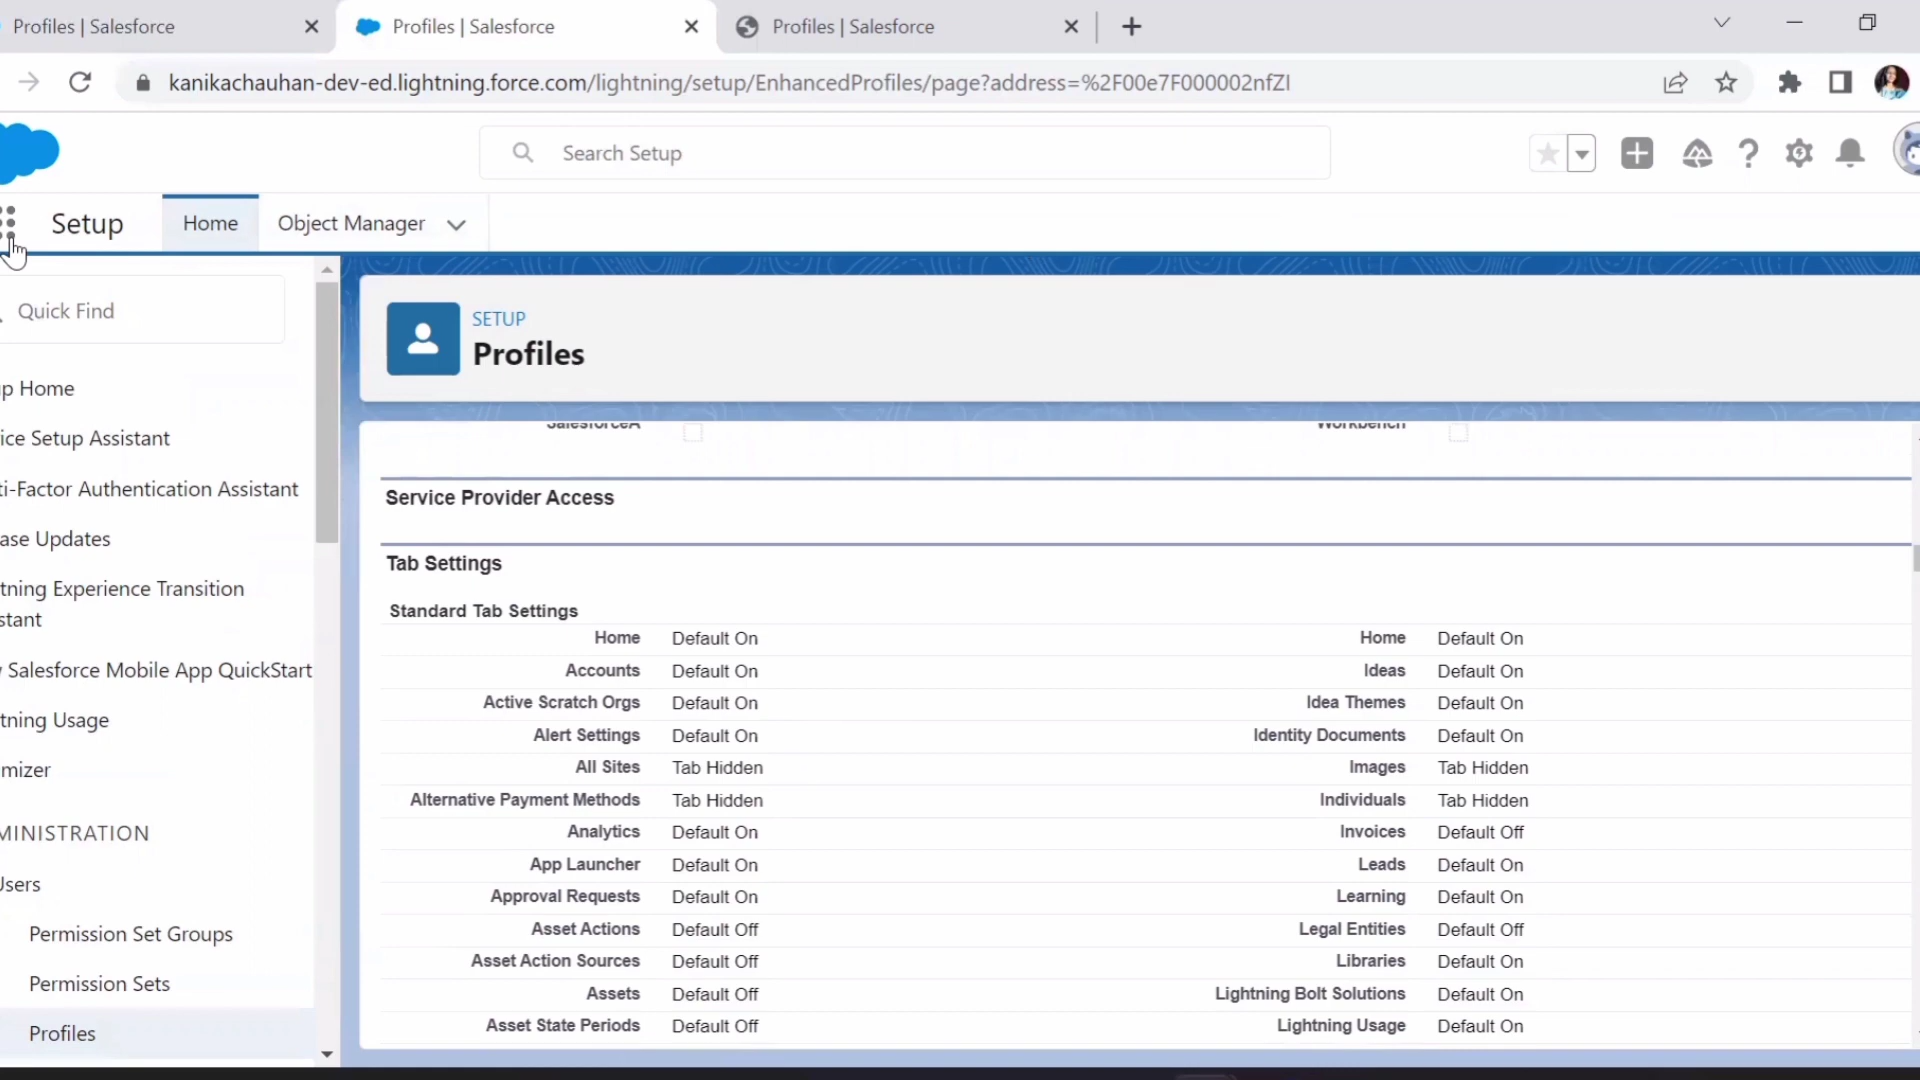 Profiles | Salesforce
Profiles | Salesforce
Profiles | Salesforce
kanikachauhan-dev-ed.lightning.force.com/lightning/setup/EnhancedProfiles/page?address=%2F00e7F000002nfZI
Search Setup
Setup
Home
Object Manager
Quick Find
SETUP
Profiles
p Home
ice Setup Assistant
ti-Factor Authentication Assistant
ase Updates
tning Experience Transition
stant
Salesforce Mobile App QuickStart
tning Usage
mizer
MINISTRATION
Users
Permission Set Groups
Permission Sets
Profiles
SalesforceA
Workbench
Service Provider Access
Tab Settings
Standard Tab Settings
Home Default On Home Default On
Accounts Default On Ideas Default On
Active Scratch Orgs Default On Idea Themes Default On
Alert Settings Default On Identity Documents Default On
All Sites Tab Hidden Images Tab Hidden
Alternative Payment Methods Tab Hidden Individuals Tab Hidden
Analytics Default On Invoices Default Off
App Launcher Default On Leads Default On
Approval Requests Default On Learning Default On
Asset Actions Default Off Legal Entities Default Off
Asset Action Sources Default Off Libraries Default On
Assets Default Off Lightning Bolt Solutions Default On
Asset State Periods Default Off Lightning Usage Default On